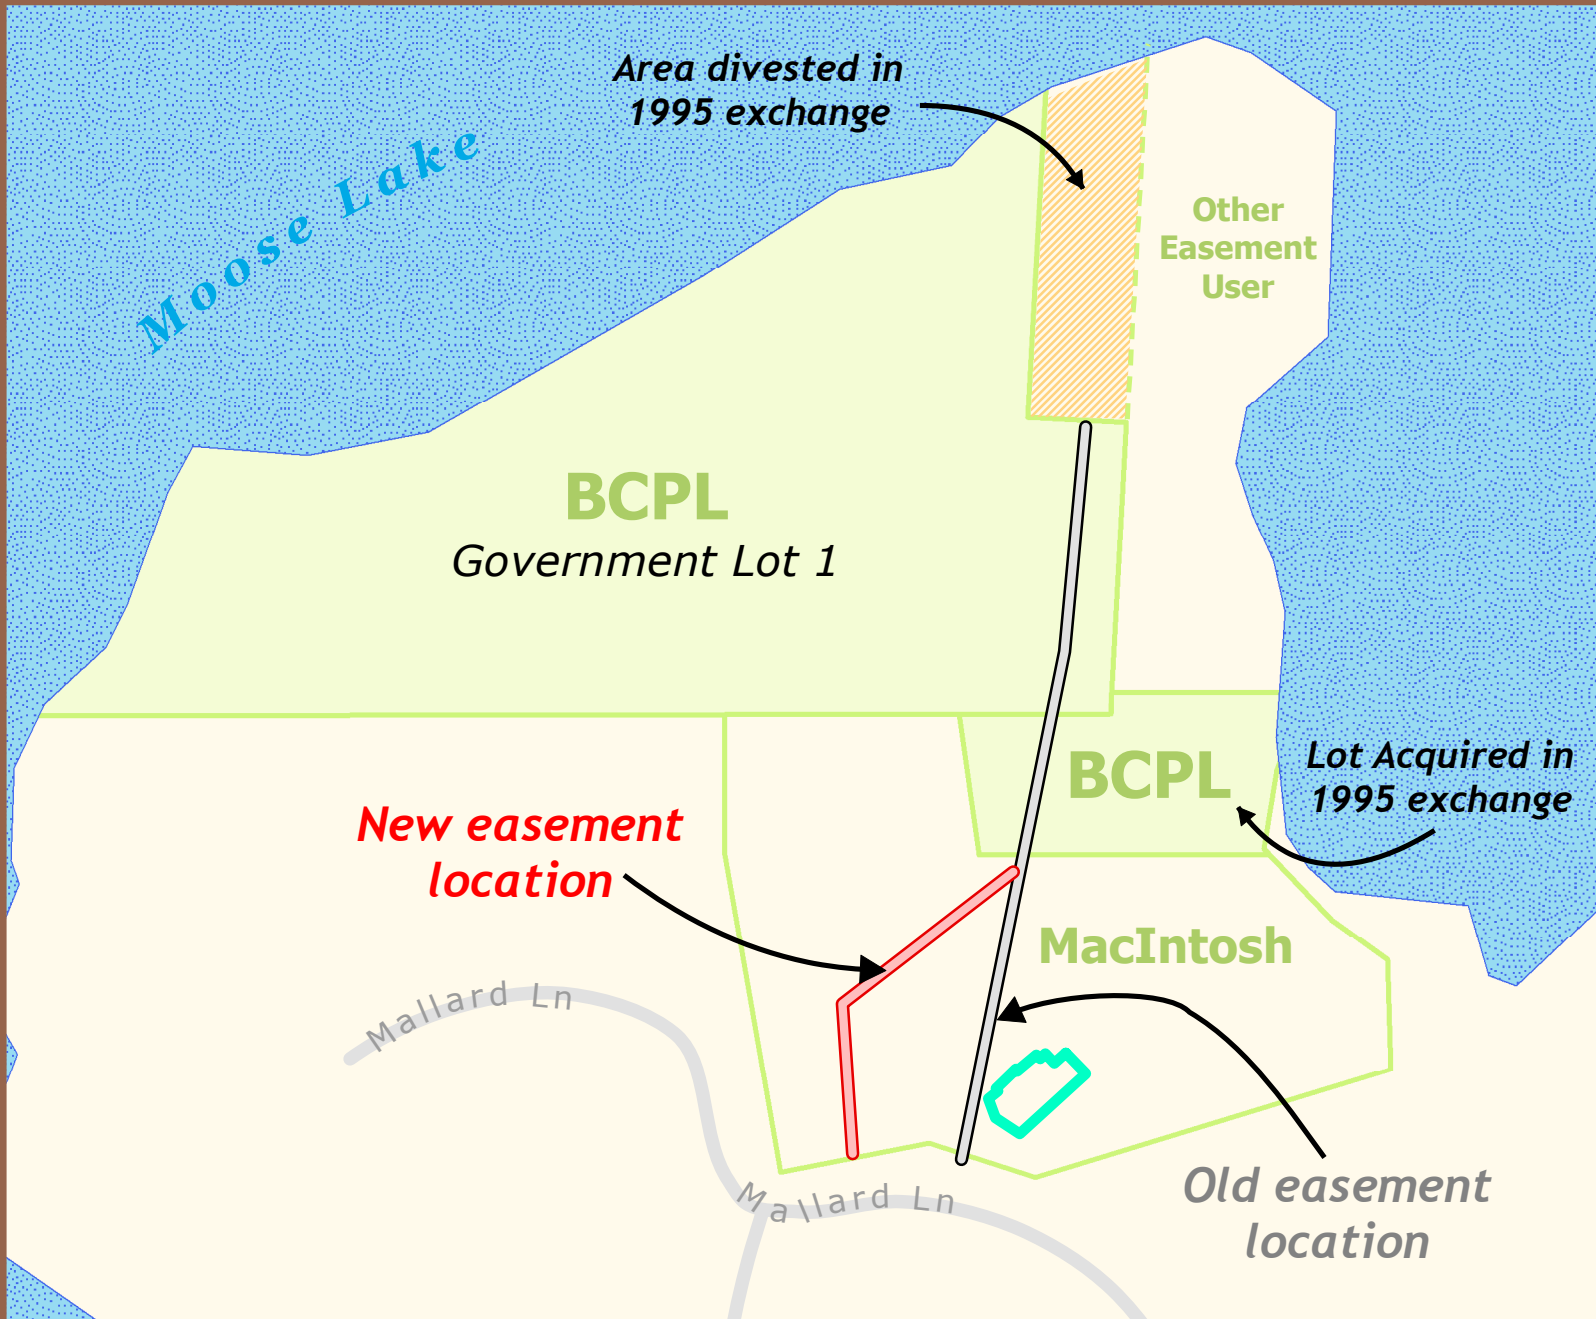 Area divested in
1995 exchange
Moose Lake
Other
Easement
User
BCPL
Government Lot 1
BCPL
Lot Acquired in
1995 exchange
New easement
location
MacIntosh
Mallard Ln
Mallard Ln
Old easement
location